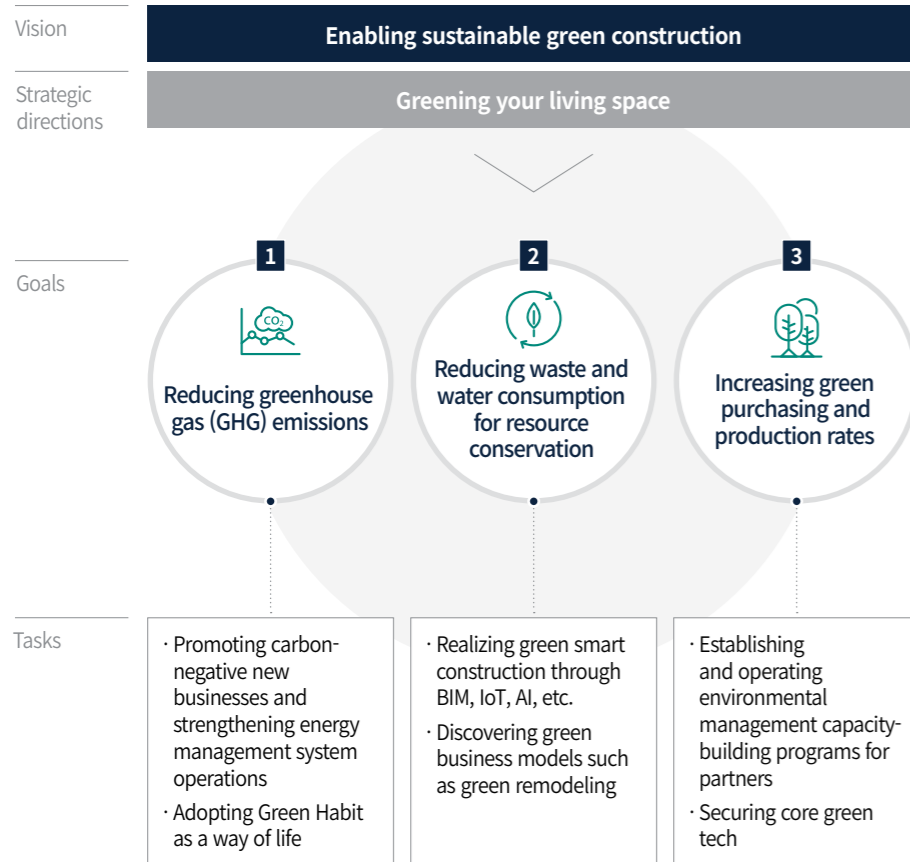 Vision
Enabling sustainable green construction
Strategic
directions
Greening your living space
Goals
1
CO₂
Reducing greenhouse
gas (GHG) emissions
2
Reducing waste and
water consumption
for resource
conservation
3
Increasing green
purchasing and
production rates
Tasks
· Promoting carbon-
negative new
businesses and
strengthening energy
management system
operations
· Adopting Green Habit
as a way of life
· Realizing green smart
construction through
BIM, IoT, AI, etc.
· Discovering green
business models such
as green remodeling
· Establishing
and operating
environmental
management capacity-
building programs for
partners
· Securing core green
tech